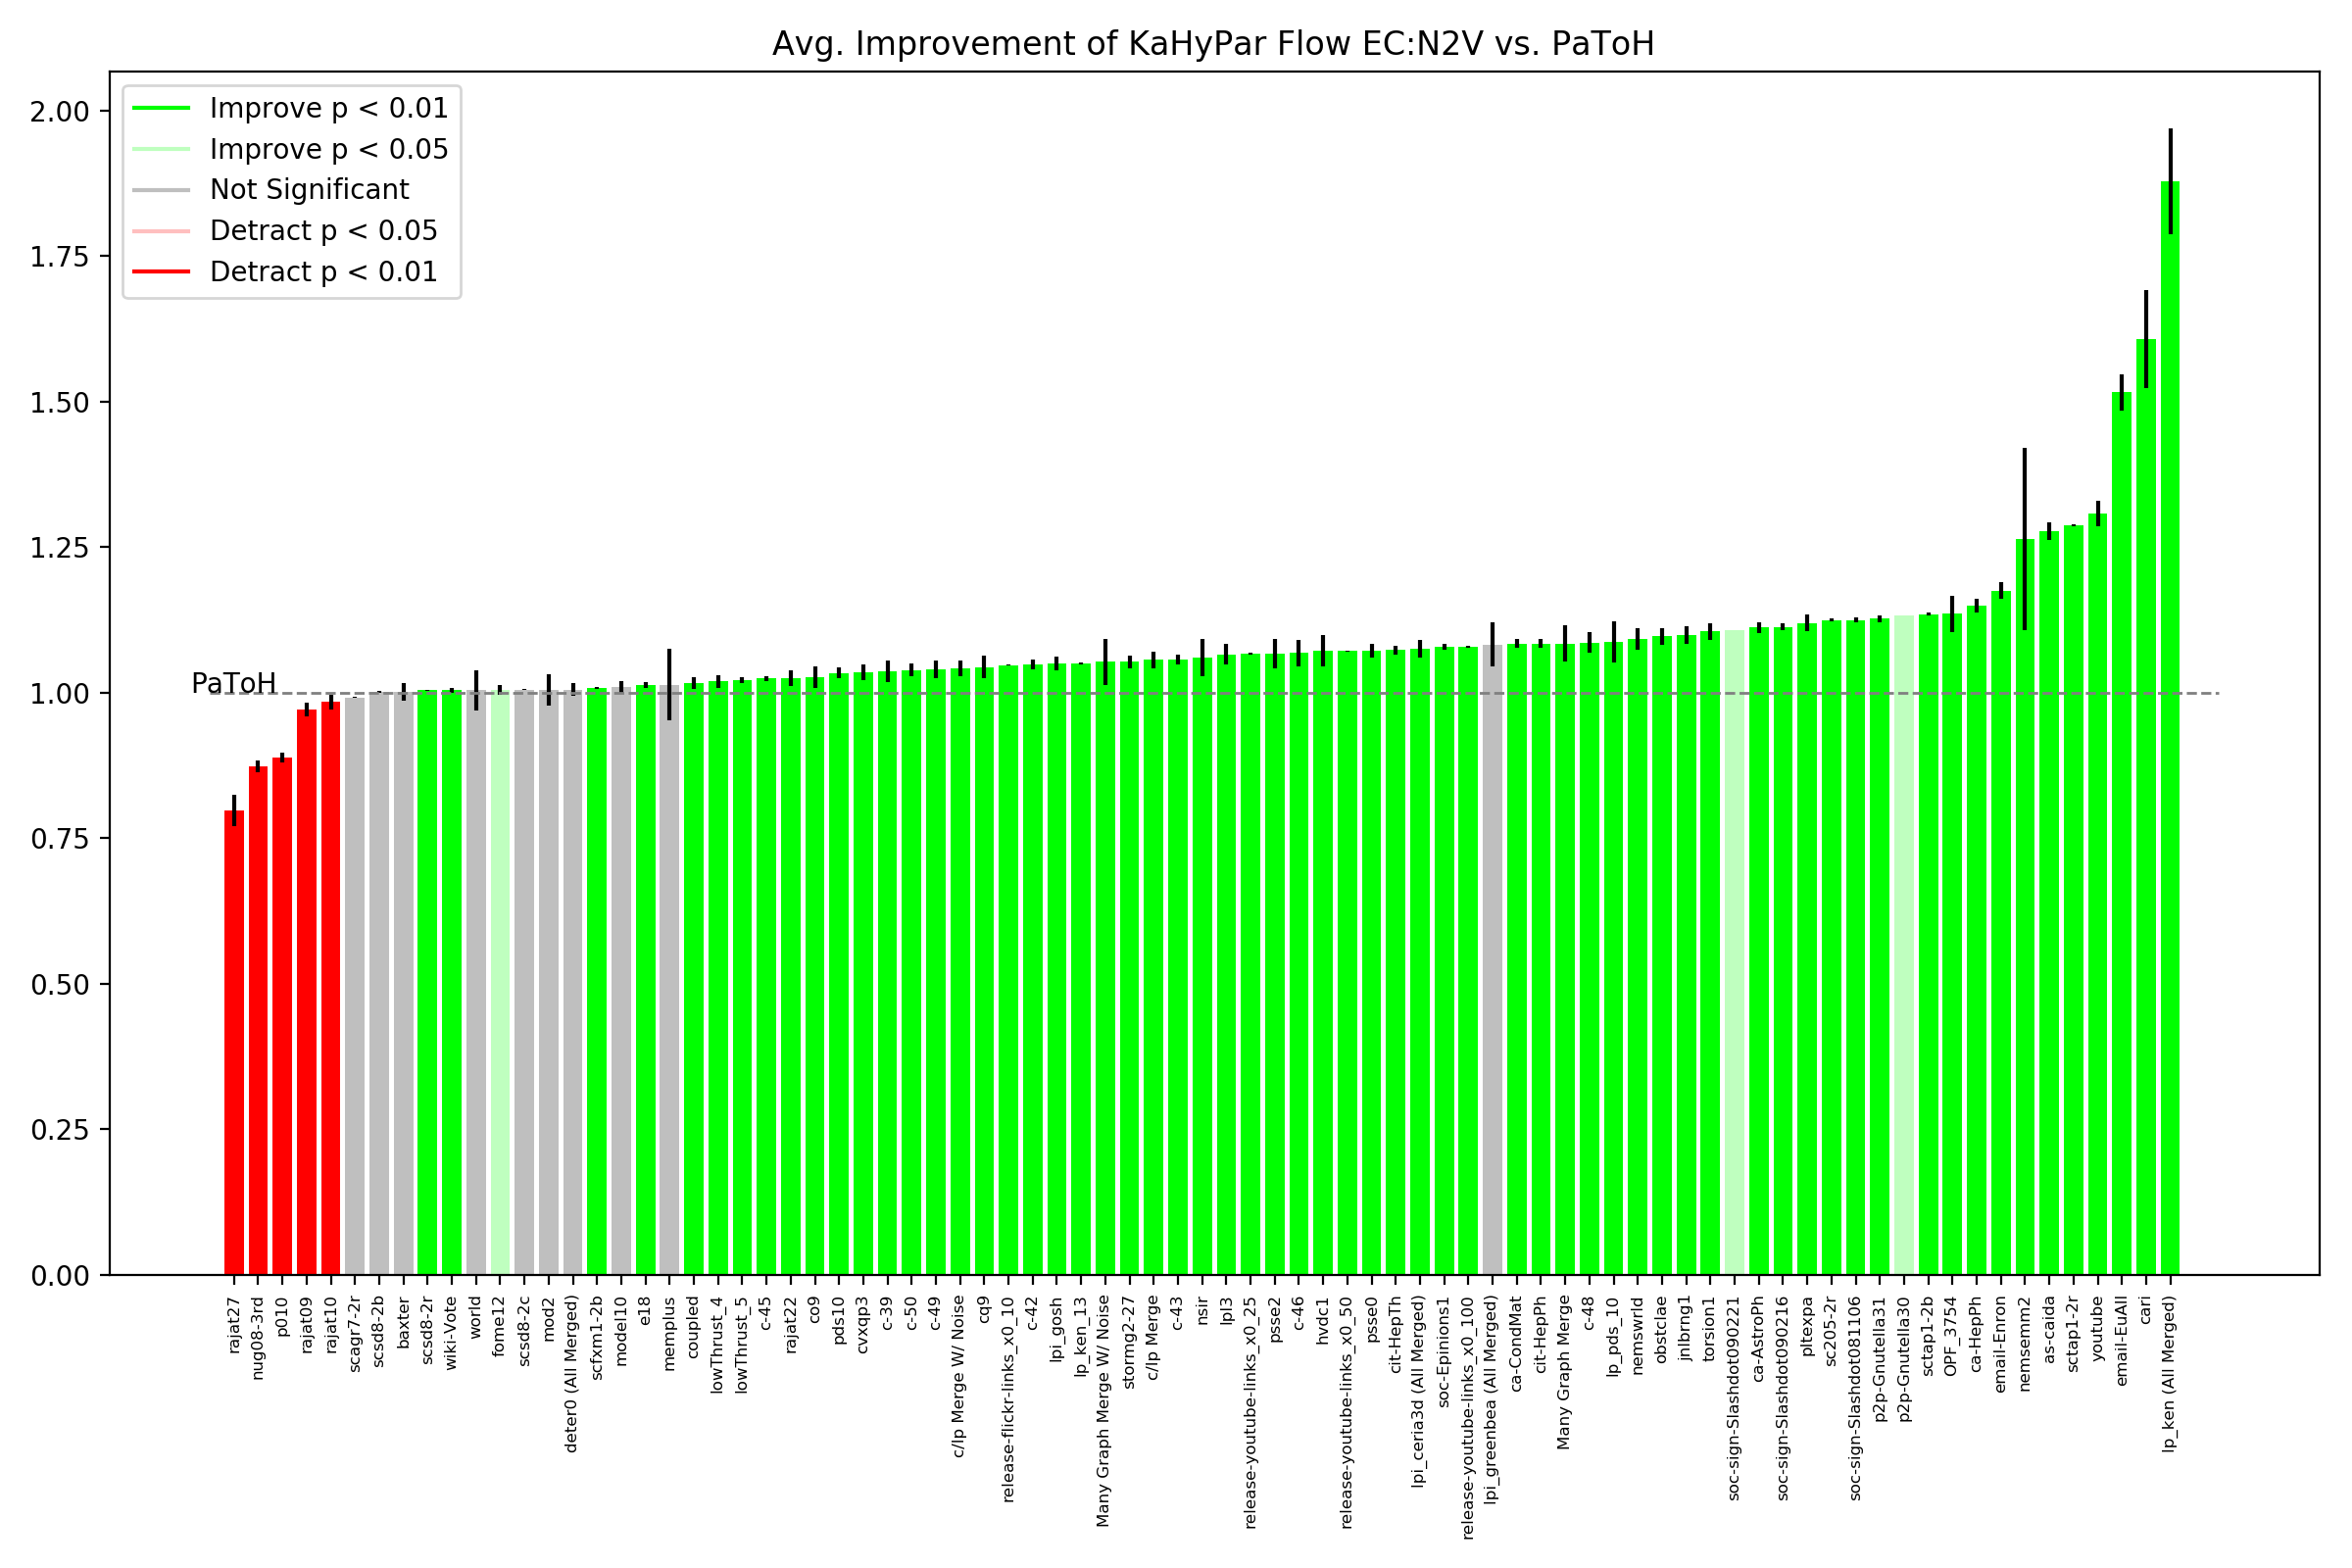 Avg. Improvement of KaHyPar Flow EC:N2V vs. PaToH
Improve p < 0.01
Improve p < 0.05
Not Significant
Detract p < 0.05
Detract p < 0.01
2.00
1.75
1.50
1.25
1.00
0.75
0.50
0.25
0.00
PaToH
rajat27
nug08-3rd
p010
rajat09
rajat10
scagr7-2r
scsd8-2b
baxter
scsd8-2r
wiki-Vote
world
fome12
scsd8-2c
mod2
deter0 (All Merged)
scfxm1-2b
model10
e18
memplus
coupled
lowThrust_4
lowThrust_5
c-45
rajat22
co9
pds10
cvxqp3
c-39
c-50
c-49
c/lp Merge W/ Noise
cq9
release-flickr-links_x0_10
c-42
lpi_gosh
lp_ken_13
Many Graph Merge W/ Noise
stormg2-27
c/lp Merge
c-43
nsir
lpl3
release-youtube-links_x0_25
psse2
c-46
hvdc1
release-youtube-links_x0_50
psse0
cit-HepTh
lpi_ceria3d (All Merged)
soc-Epinions1
release-youtube-links_x0_100
lpi_greenbea (All Merged)
ca-CondMat
cit-HepPh
Many Graph Merge
c-48
lp_pds_10
nemswrld
obstclae
jnlbrng1
torsion1
soc-sign-Slashdot090221
ca-AstroPh
soc-sign-Slashdot090216
pltexpa
sc205-2r
soc-sign-Slashdot081106
p2p-Gnutella31
p2p-Gnutella30
sctap1-2b
OPF_3754
ca-HepPh
email-Enron
nemsemm2
as-caida
sctap1-2r
youtube
email-EuAll
cari
lp_ken (All Merged)